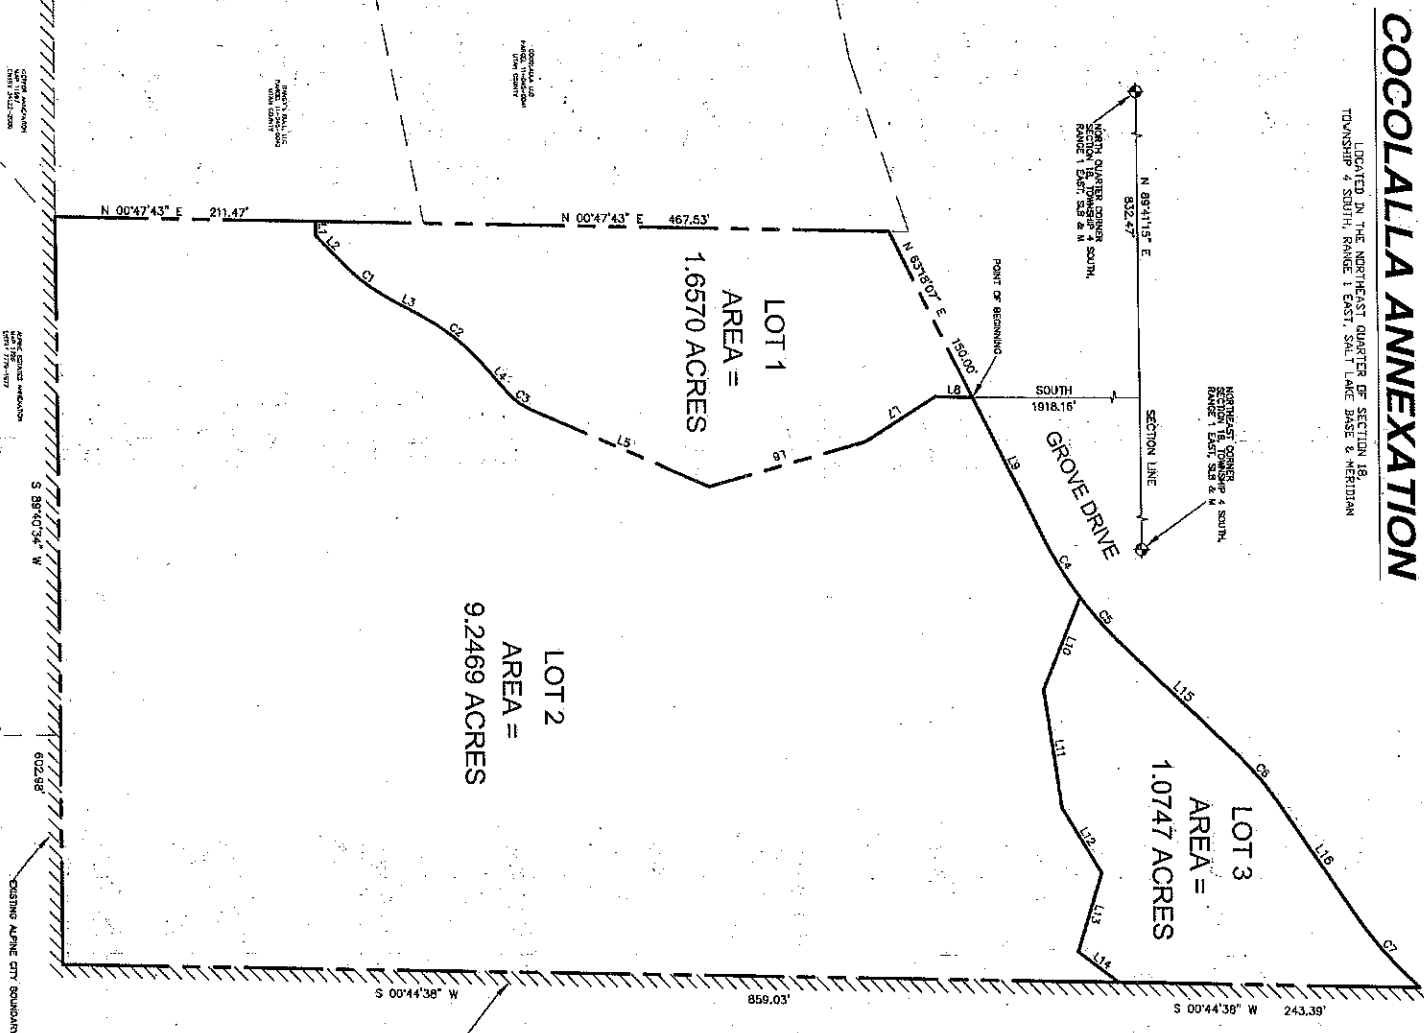 COCOLALLA ANNEXATION
LOCATED IN THE NORTHEAST QUARTER OF SECTION 18,
TOWNSHIP 4 SOUTH, RANGE 1 EAST, SALT LAKE BASE & MERIDIAN
NORTH QUARTER CORNER
SECTION 18, TOWNSHIP 4 SOUTH,
RANGE 1 EAST, SLB & M
N 89°41'15" E
832.47'
SECTION LINE
NORTHEAST CORNER
SECTION 18, TOWNSHIP 4 SOUTH,
RANGE 1 EAST, SLB & M
SOUTH
1918.15'
POINT OF BEGINNING
GROVE DRIVE
N 63°18'07" E
150.00'
N 00°47'43" E
467.53'
N 00°47'43" E
211.47'
LOT 1
AREA =
1.6570 ACRES
LOT 2
AREA =
9.2469 ACRES
LOT 3
AREA =
1.0747 ACRES
L1
L2
C1
L3
C2
L4
C3
L5
L6
L7
L8
L9
C4
C5
L10
L11
L12
L13
L14
L15
C6
L16
C7
S 00°44'38" W
859.03'
S 00°44'38" W
243.39'
S 89°40'34" W
602.98'
EXISTING ALPINE CITY BOUNDARY
UTAH COUNTY
UTAH COUNTY